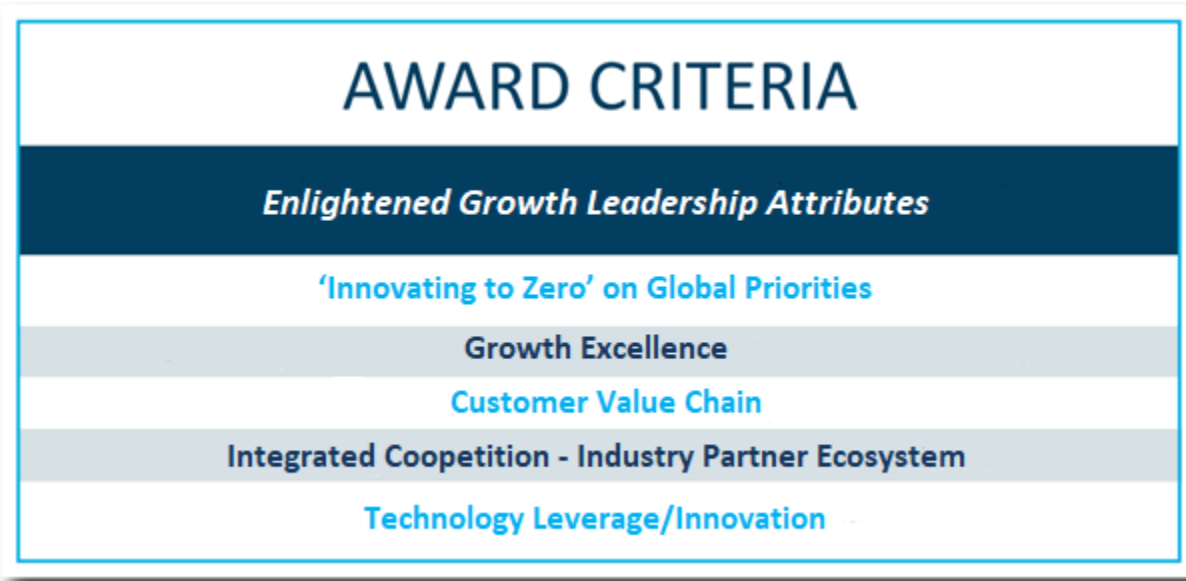 AWARD CRITERIA
Enlightened Growth Leadership Attributes
‘Innovating to Zero’ on Global Priorities
Growth Excellence
Customer Value Chain
Integrated Coopetition - Industry Partner Ecosystem
Technology Leverage/Innovation